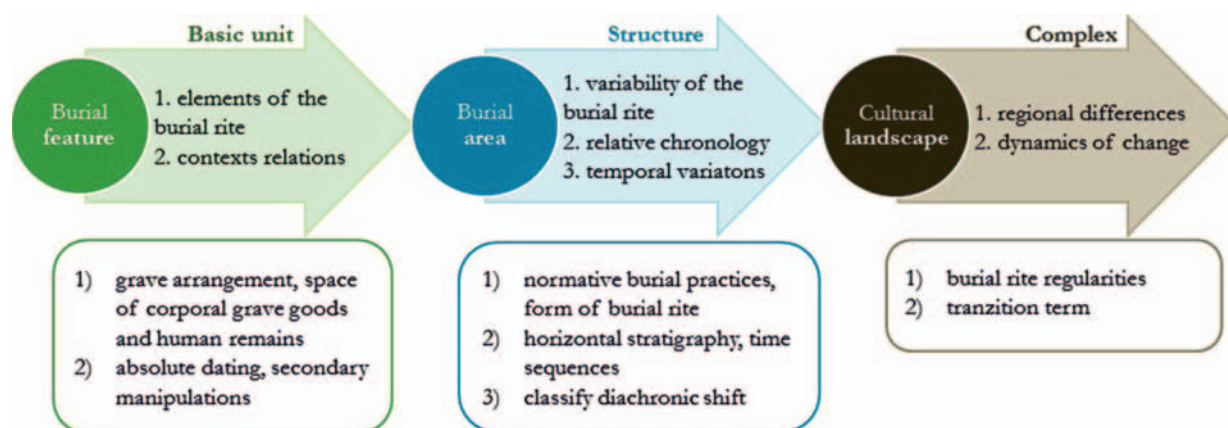 Basic unit
Burial
feature
1. elements of the
burial rite
2. contexts relations
1) grave arrangement, space
of corporal grave goods
and human remains
2) absolute dating, secondary
manipulations
Structure
Burial
area
1. variability of the
burial rite
2. relative chronology
3. temporal variatons
1) normative burial practices,
form of burial rite
2) horizontal stratigraphy, time
sequences
3) classify diachronic shift
Complex
Cultural
landscape
1. regional differences
2. dynamics of change
1) burial rite regularities
2) tranzition term